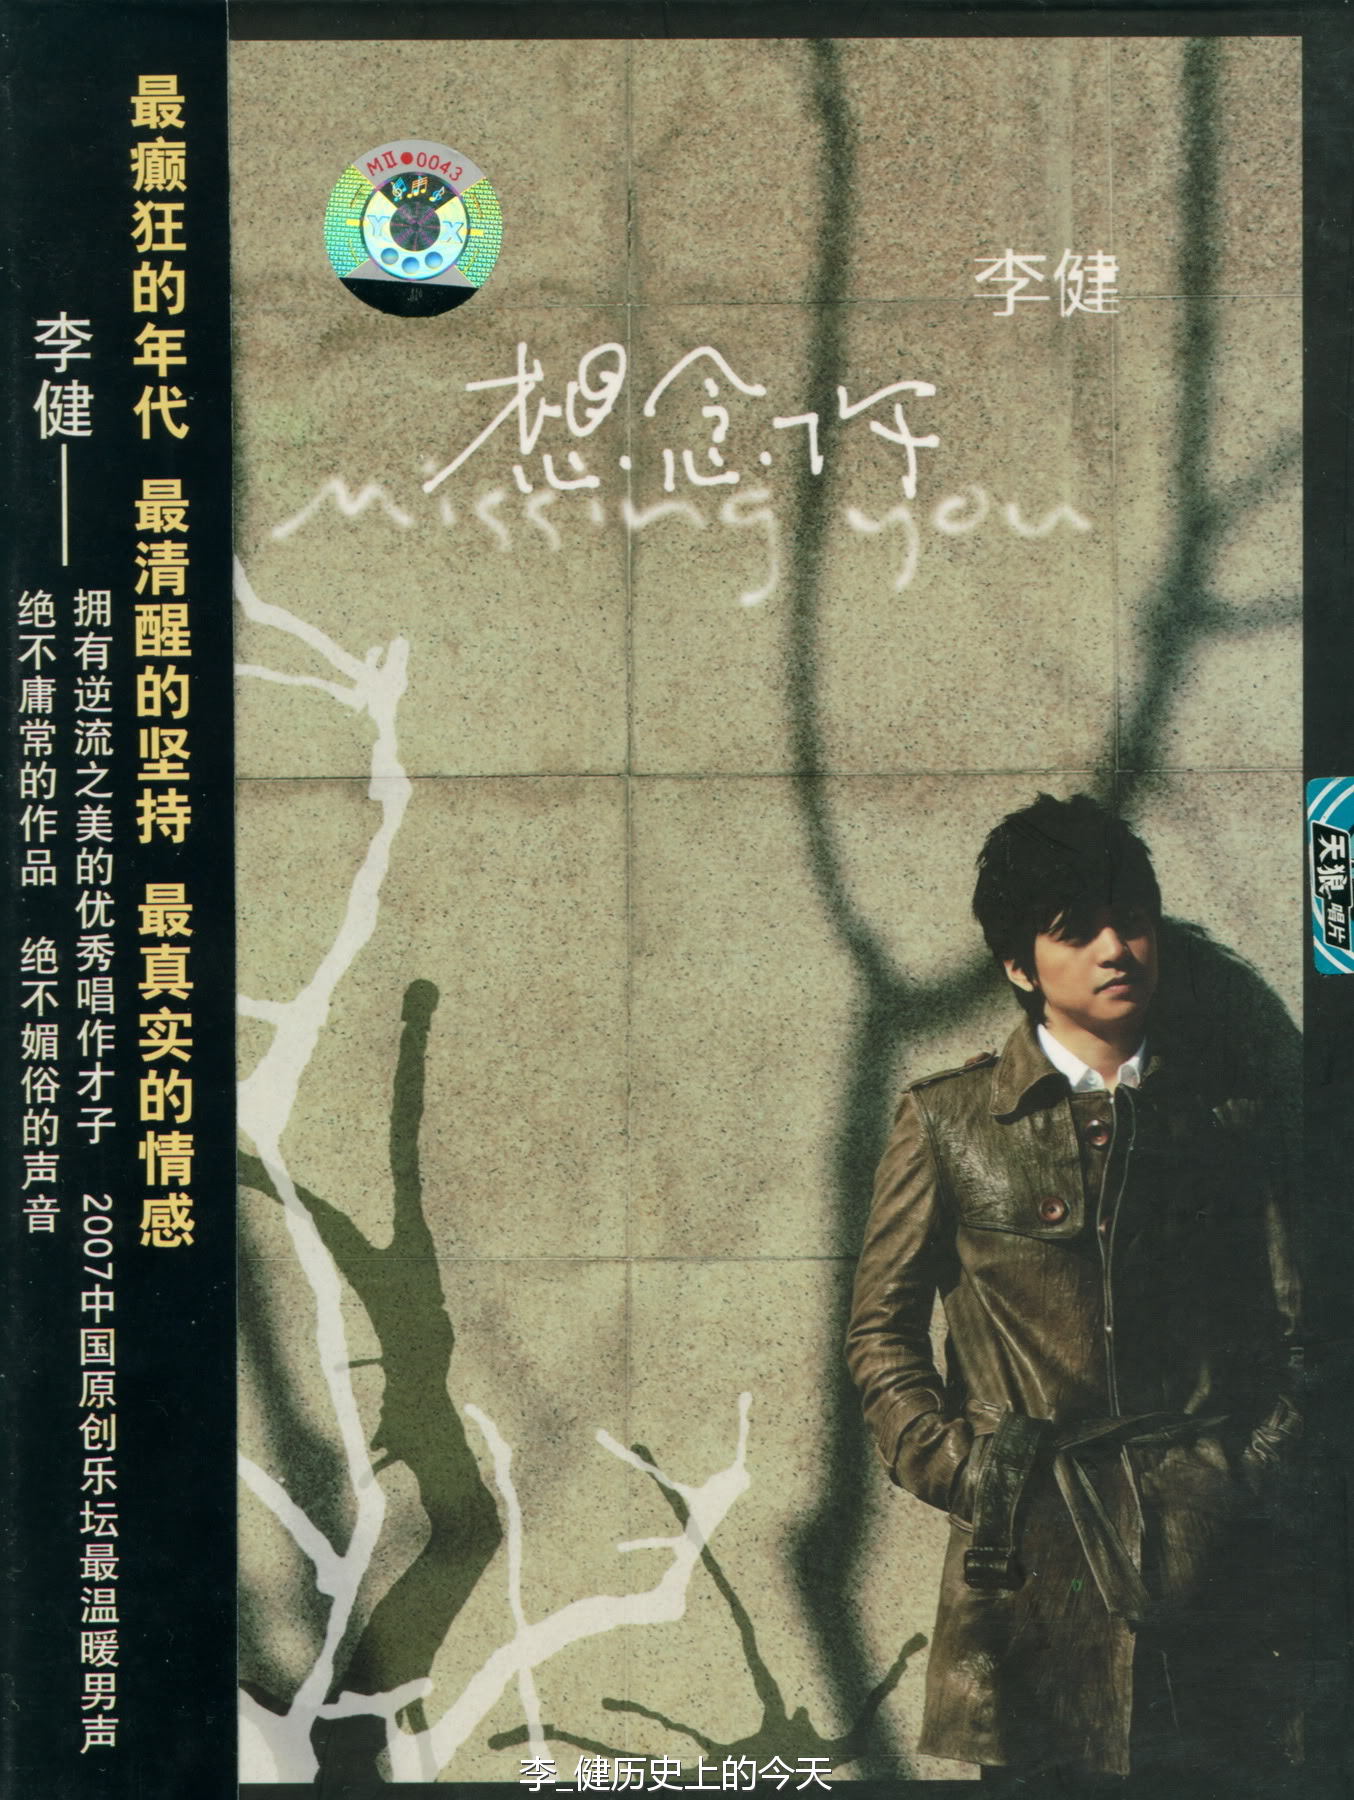 最癫狂的年代 最清醒的坚持 最真实的情感
李健——
拥有逆流之美的优秀唱作才子 2007中国原创乐坛最温暖男声
绝不庸常的作品 绝不媚俗的声音
MII●0043
Y X
李健
想·念·你
missing you
天狼唱片
李_健历史上的今天